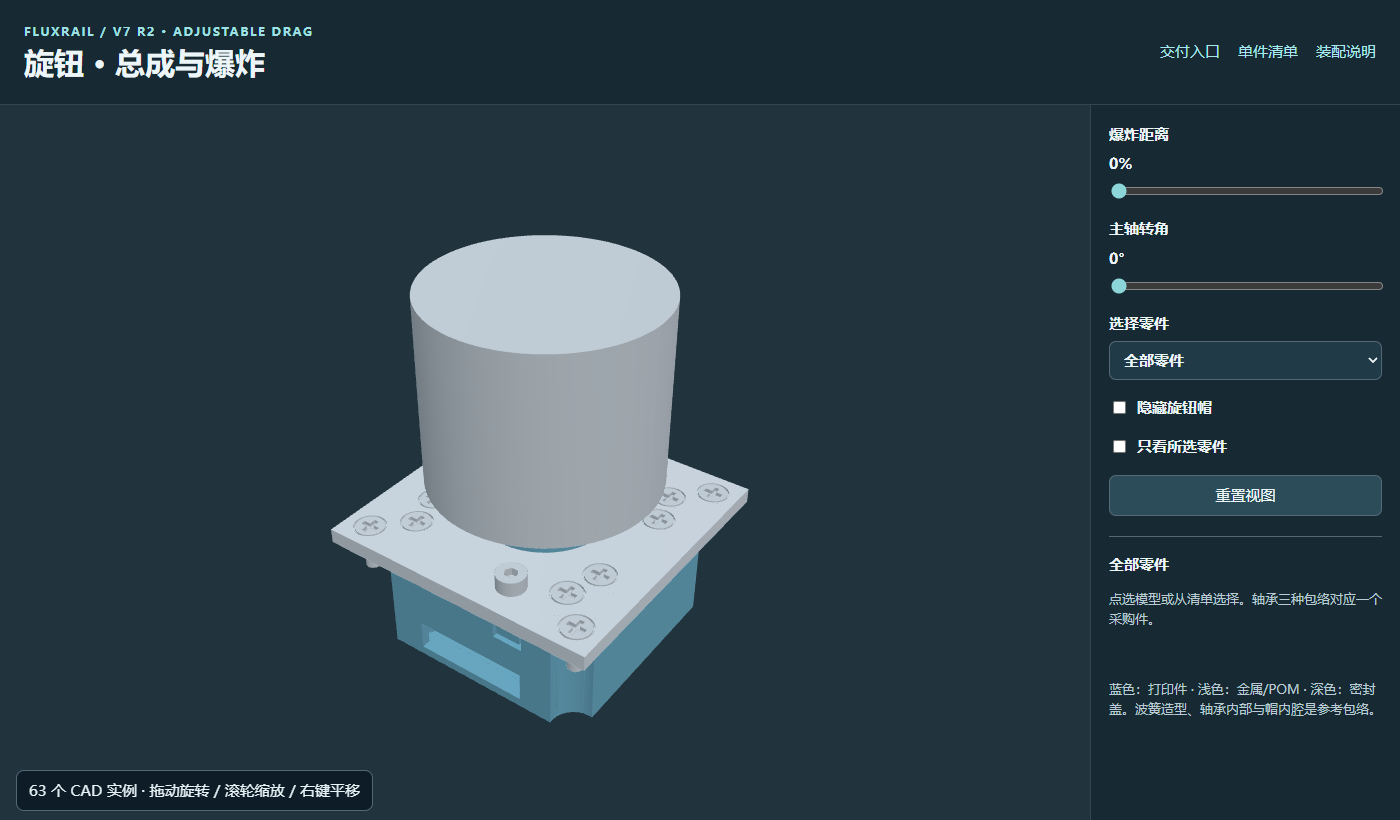 FLUXRAIL / V7 R2 • ADJUSTABLE DRAG
旋钮 • 总成与爆炸
交付入口 单件清单 装配说明
爆炸距离
0%
主轴转角
0°
选择零件
全部零件
隐藏旋钮帽
只看所选零件
重置视图
全部零件
点选模型或从清单选择。轴承三种包络对应一个
采购件。
蓝色：打印件 · 浅色：金属/POM · 深色：密封
盖。波簧造型、轴承内部与帽内腔是参考包络。
63 个 CAD 实例 · 拖动旋转 / 滚轮缩放 / 右键平移